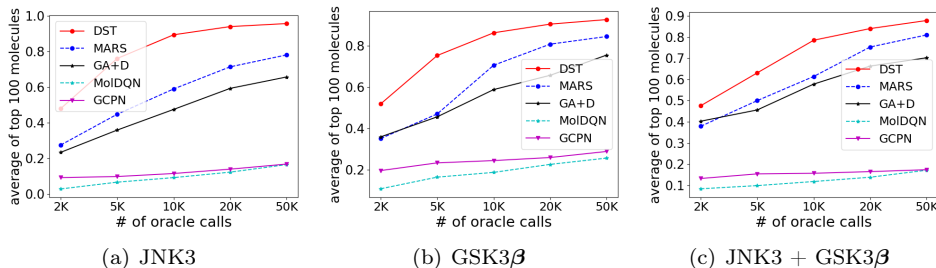 average of top 100 molecules
1.0
0.8
0.6
0.4
0.2
0.0
DST
MARS
GA+D
MolDQN
GCPN
2K 5K 10K 20K 50K
# of oracle calls
(a) JNK3
average of top 100 molecules
0.8
0.6
0.4
0.2
DST
MARS
GA+D
MolDQN
GCPN
2K 5K 10K 20K 50K
# of oracle calls
(b) GSK3β
average of top 100 molecules
0.9
0.8
0.7
0.6
0.5
0.4
0.3
0.2
0.1
DST
MARS
GA+D
MolDQN
GCPN
2K 5K 10K 20K 50K
# of oracle calls
(c) JNK3 + GSK3β